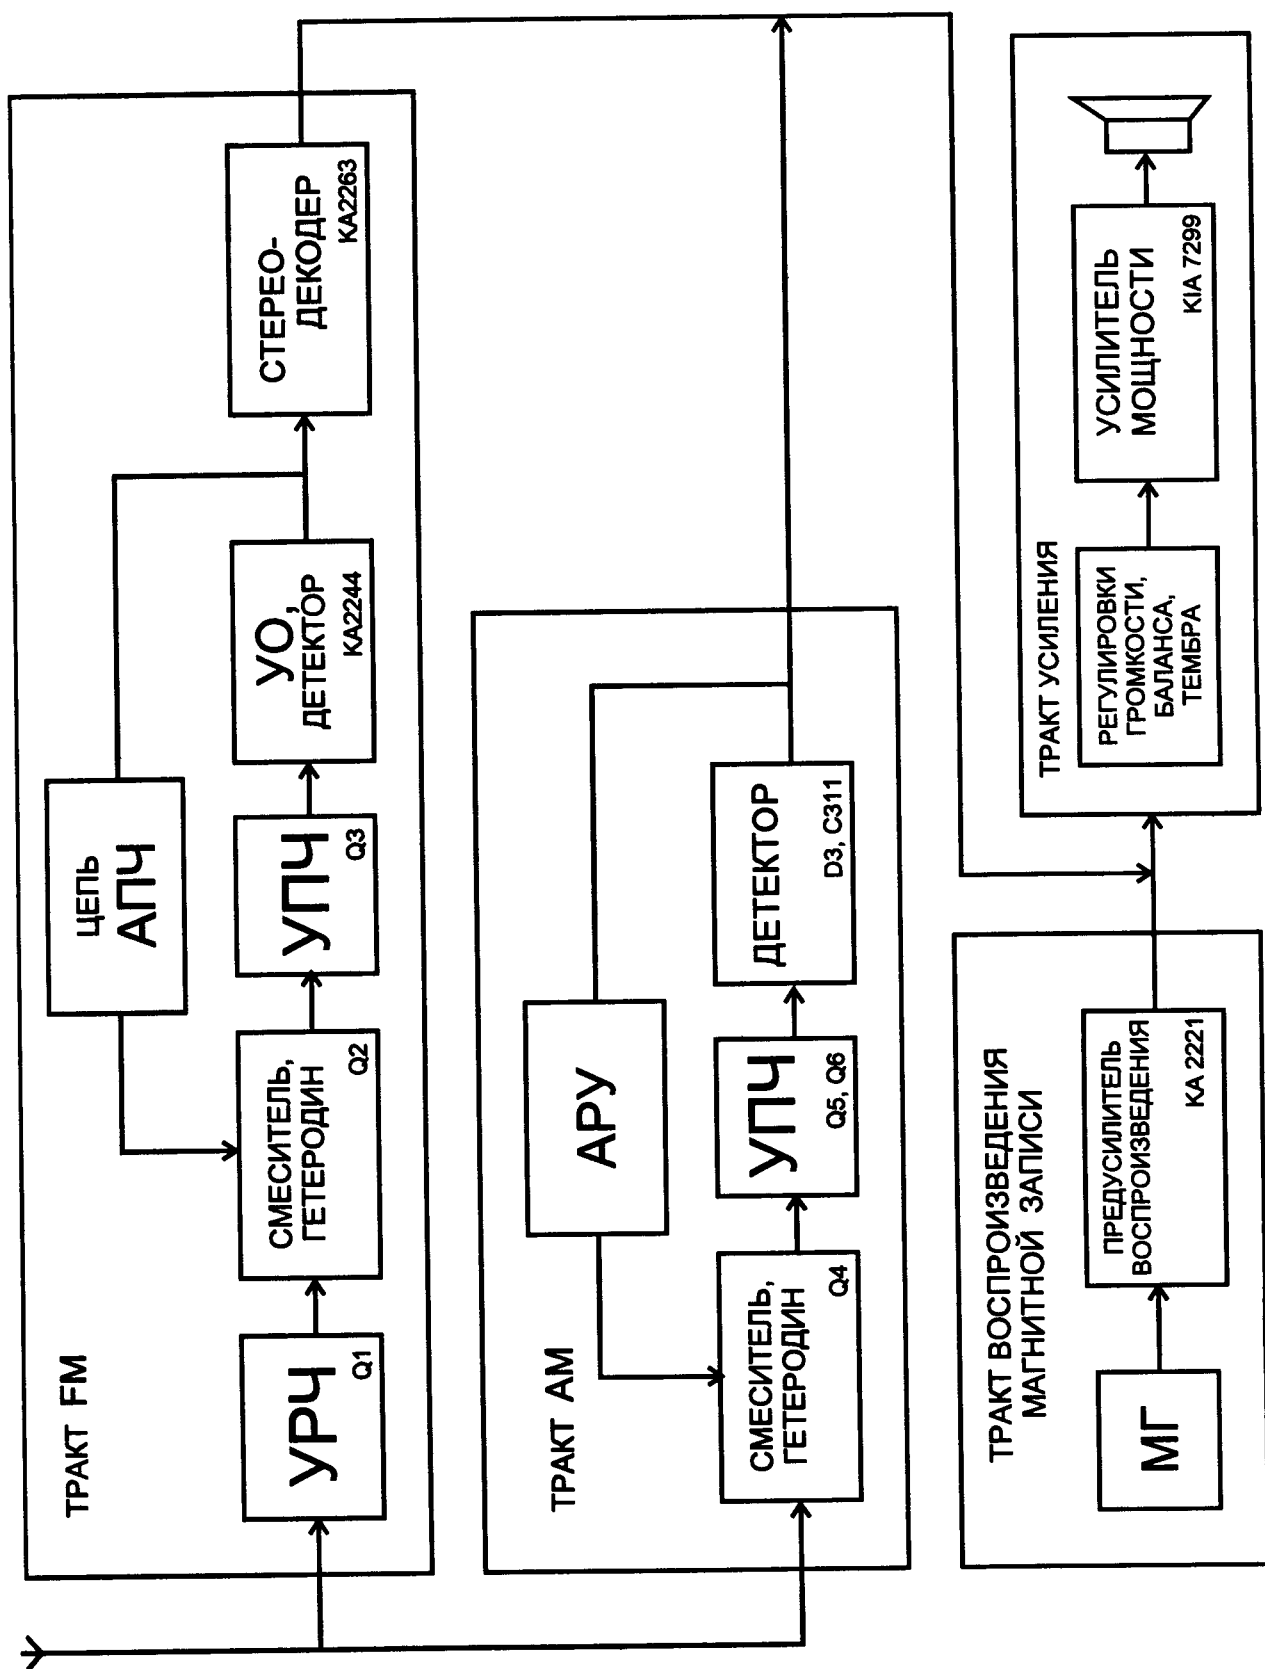 ТРАКТ FM
УРЧ
Q1
СМЕСИТЕЛЬ,
ГЕТЕРОДИН
Q2
УПЧ
Q3
ЦЕПЬ
АПЧ
УО,
ДЕТЕКТОР
KA2244
СТЕРЕО-
ДЕКОДЕР
KA2263
ТРАКТ АМ
СМЕСИТЕЛЬ,
ГЕТЕРОДИН
Q4
АРУ
УПЧ
Q5, Q6
ДЕТЕКТОР
D3, C311
ТРАКТ ВОСПРОИЗВЕДЕНИЯ
МАГНИТНОЙ ЗАПИСИ
МГ
ПРЕДУСИЛИТЕЛЬ
ВОСПРОИЗВЕДЕНИЯ
KA 2221
ТРАКТ УСИЛЕНИЯ
РЕГУЛИРОВКИ
ГРОМКОСТИ,
БАЛАНСА,
ТЕМБРА
УСИЛИТЕЛЬ
МОЩНОСТИ
KIA 7299